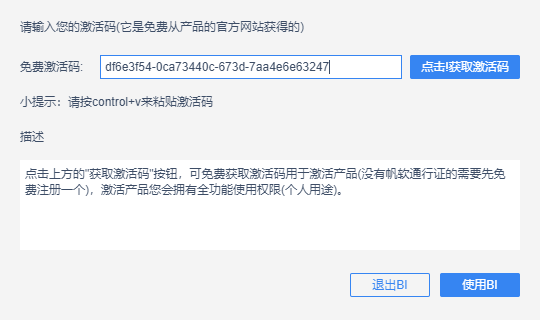 请输入您的激活码(它是免费从产品的官方网站获得的)
免费激活码: df6e3f54-0ca73440c-673d-7aa4e6e63247 点击!获取激活码
小提示：请按control+v来粘贴激活码
描述
点击上方的"获取激活码"按钮，可免费获取激活码用于激活产品(没有帆软通行证的需要先免
费注册一个)，激活产品您会拥有全功能使用权限(个人用途)。
退出BI 使用BI